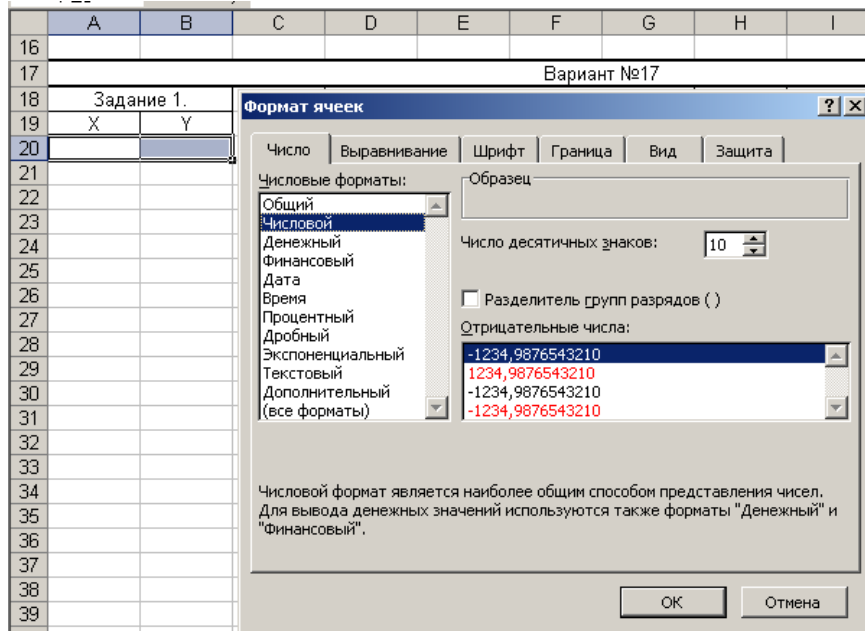 A B C D E F G H I
16
17 Вариант №17
18 Задание 1.
19 X Y
20
21
22
23
24
25
26
27
28
29
30
31
32
33
34
35
36
37
38
39
Формат ячеек
Число Выравнивание Шрифт Граница Вид Защита
Числовые форматы:
Общий
Числовой
Денежный
Финансовый
Дата
Время
Процентный
Дробный
Экспоненциальный
Текстовый
Дополнительный
(все форматы)
Образец
Число десятичных знаков: 10
Разделитель групп разрядов ( )
Отрицательные числа:
-1234,9876543210
1234,9876543210
-1234,9876543210
-1234,9876543210
Числовой формат является наиболее общим способом представления чисел.
Для вывода денежных значений используются также форматы "Денежный" и
"Финансовый".
ОК Отмена